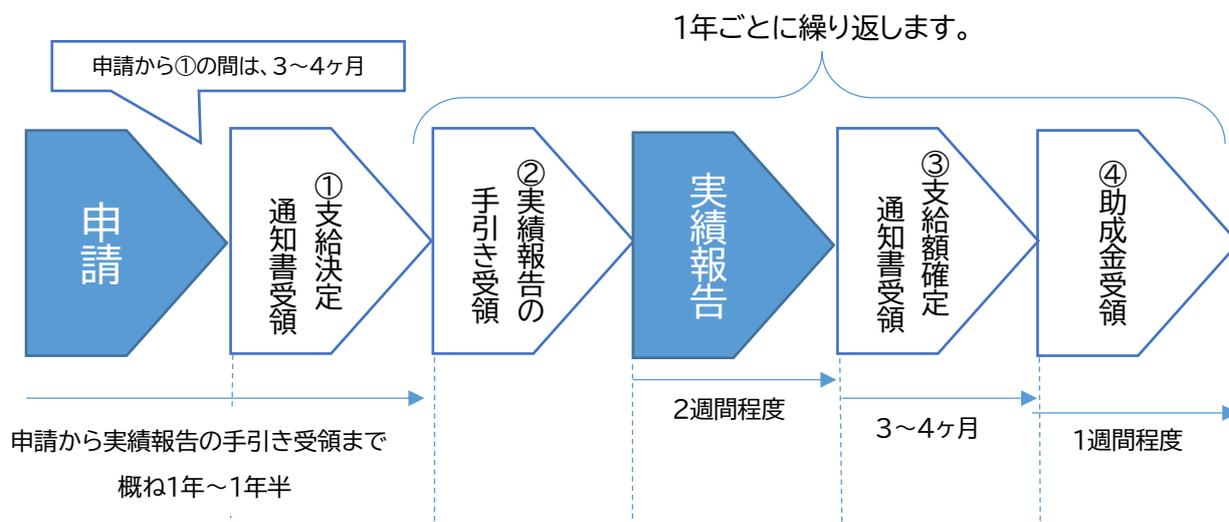 1年ごとに繰り返します。
申請から①の間は、3～4ヶ月
申請
①支給決定
通知書受領
②実績報告の
手引き受領
実績報告
③支給額確定
通知書受領
④助成金受領
申請から実績報告の手引き受領まで
概ね1年～1年半
2週間程度
3～4ヶ月
1週間程度